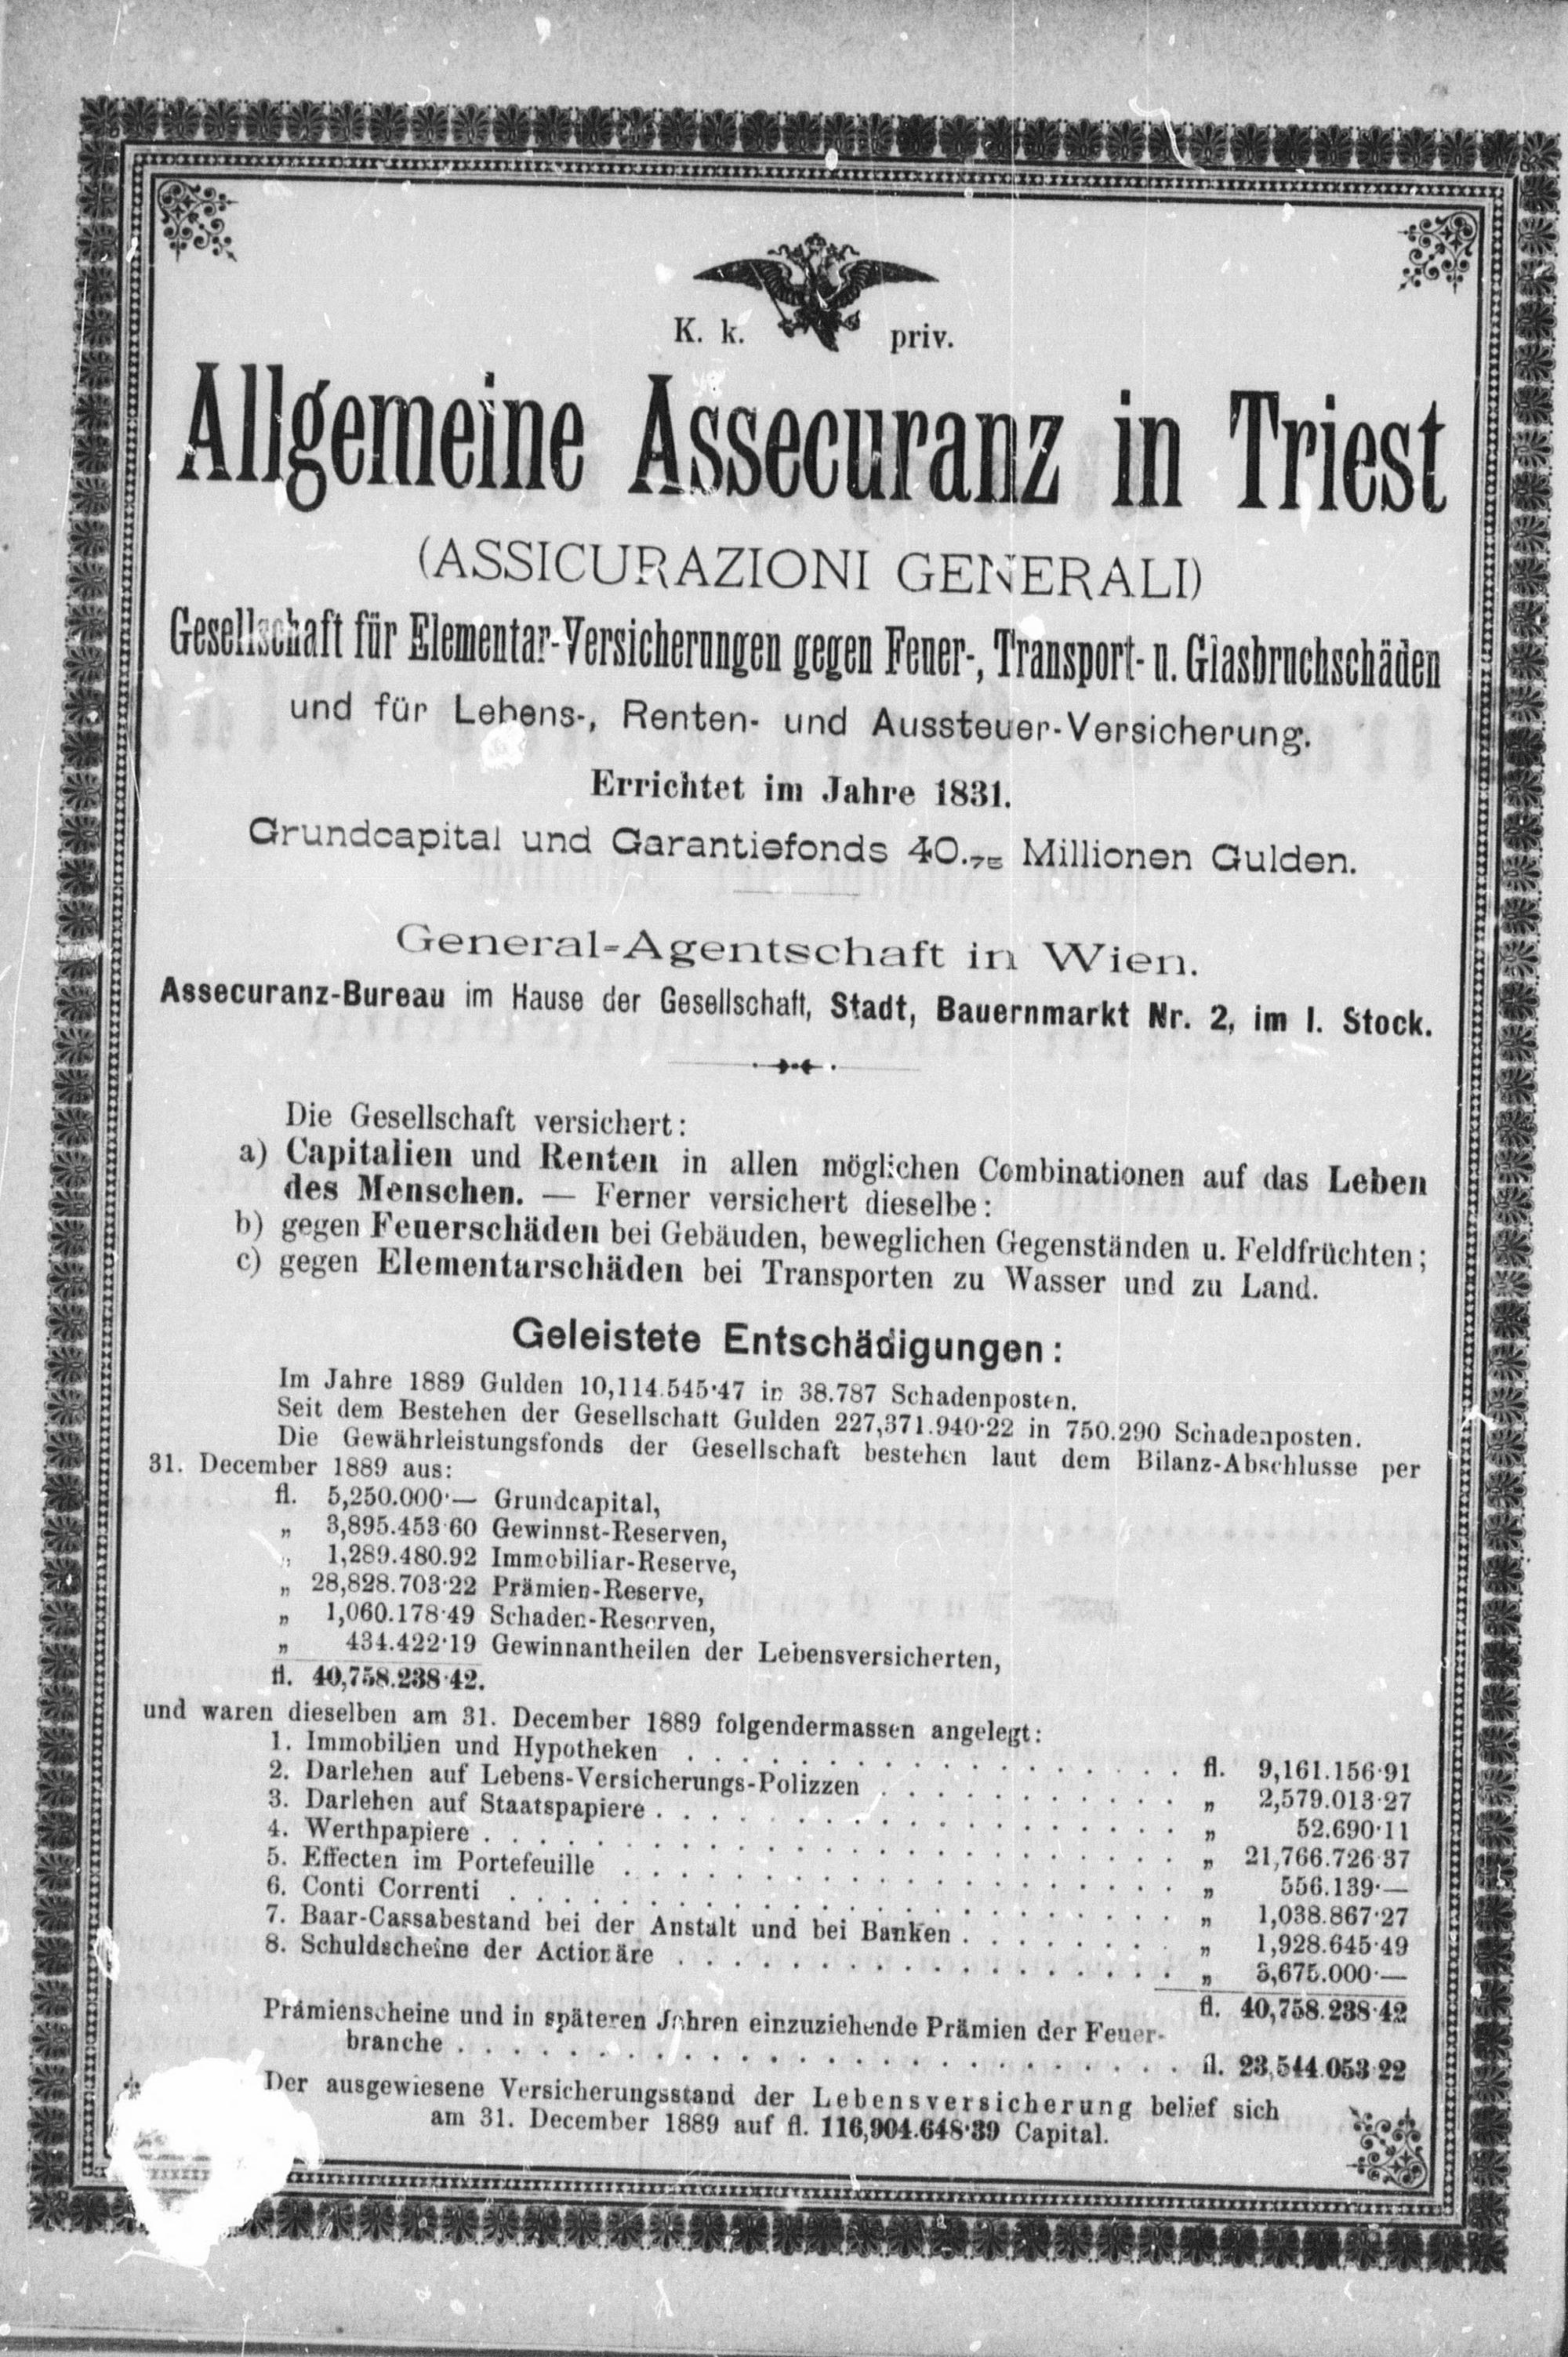 K. k. priv.
Allgemeine Assecuranz in Triest
(ASSICURAZIONI GENERALI)
Gesellschaft für Elementar-Versicherungen gegen Feuer-, Transport- u. Glasbruchschäden
und für Lebens-, Renten- und Aussteuer-Versicherung.
Errichtet im Jahre 1831.
Grundcapital und Garantiefonds 40.75 Millionen Gulden.
General-Agentschaft in Wien.
Assecuranz-Bureau im Hause der Gesellschaft, Stadt, Bauernmarkt Nr. 2, im I. Stock.
Die Gesellschaft versichert:
a) Capitalien und Renten in allen möglichen Combinationen auf das Leben
des Menschen. — Ferner versichert dieselbe:
b) gegen Feuerschäden bei Gebäuden, beweglichen Gegenständen u. Feldfrüchten;
c) gegen Elementarschäden bei Transporten zu Wasser und zu Land.
Geleistete Entschädigungen:
Im Jahre 1889 Gulden 10,114.545·47 in 38.787 Schadenposten.
Seit dem Bestehen der Gesellschaft Gulden 227,371.940·22 in 750.290 Schadenposten.
Die Gewährleistungsfonds der Gesellschaft bestehen laut dem Bilanz-Abschlusse per
31. December 1889 aus:
fl. 5,250.000·— Grundcapital,
„ 3,895.453·60 Gewinnst-Reserven,
„ 1,289.480.92 Immobiliar-Reserve,
„ 28,828.703·22 Prämien-Reserve,
„ 1,060.178·49 Schaden-Reserven,
„ 434.422·19 Gewinnantheilen der Lebensversicherten,
fl. 40,758.238·42.
und waren dieselben am 31. December 1889 folgendermassen angelegt:
1. Immobilien und Hypotheken . . . . . . . . . . . . . . . . . fl. 9,161.156·91
2. Darlehen auf Lebens-Versicherungs-Polizzen . . . . . . . . . . . „ 2,579.013·27
3. Darlehen auf Staatspapiere . . . . . . . . . . . . . . . . . . „ 52.690·11
4. Werthpapiere . . . . . . . . . . . . . . . . . . . . . . . . „ 21,766.726·37
5. Effecten im Portefeuille . . . . . . . . . . . . . . . . . . . „ 556.139·—
6. Conti Correnti . . . . . . . . . . . . . . . . . . . . . . . „ 1,038.867·27
7. Baar-Cassabestand bei der Anstalt und bei Banken . . . . . . . . „ 1,928.645·49
8. Schuldscheine der Actionäre . . . . . . . . . . . . . . . . . . „ 3,675.000·—
fl. 40,758.238·42
Prämienscheine und in späteren Jahren einzuziehende Prämien der Feuer-
branche . . . . . . . . . . . . . . . . . . . . . . . . . . fl. 23,544.053·22
Der ausgewiesene Versicherungsstand der Lebensversicherung belief sich
am 31. December 1889 auf fl. 116,904.648·39 Capital.